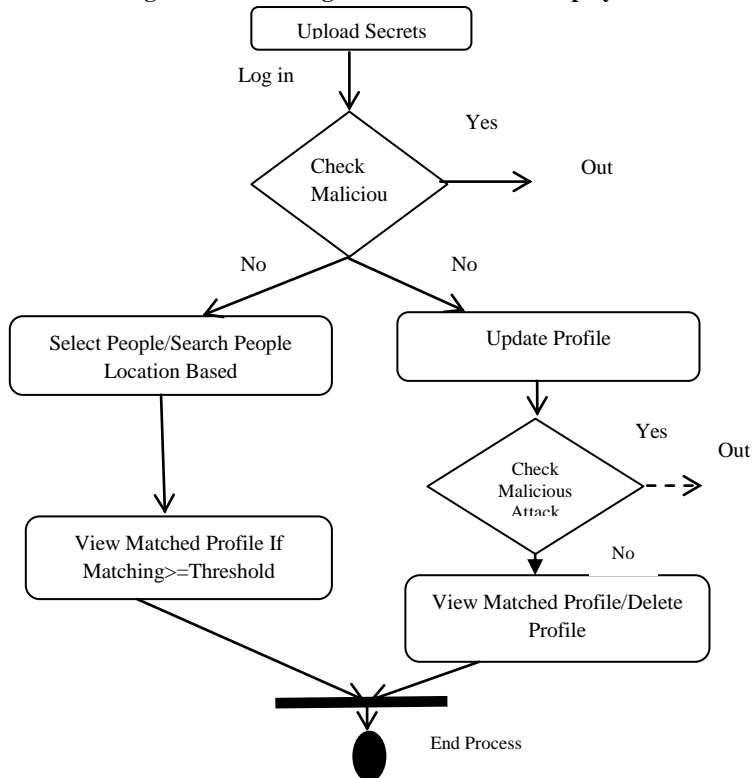 Upload Secrets
Log in
Yes
Check
Maliciou
Out
No
No
Select People/Search People
Location Based
Update Profile
Yes
Out
Check
Malicious
Attack
No
View Matched Profile If
Matching>=Threshold
View Matched Profile/Delete
Profile
End Process